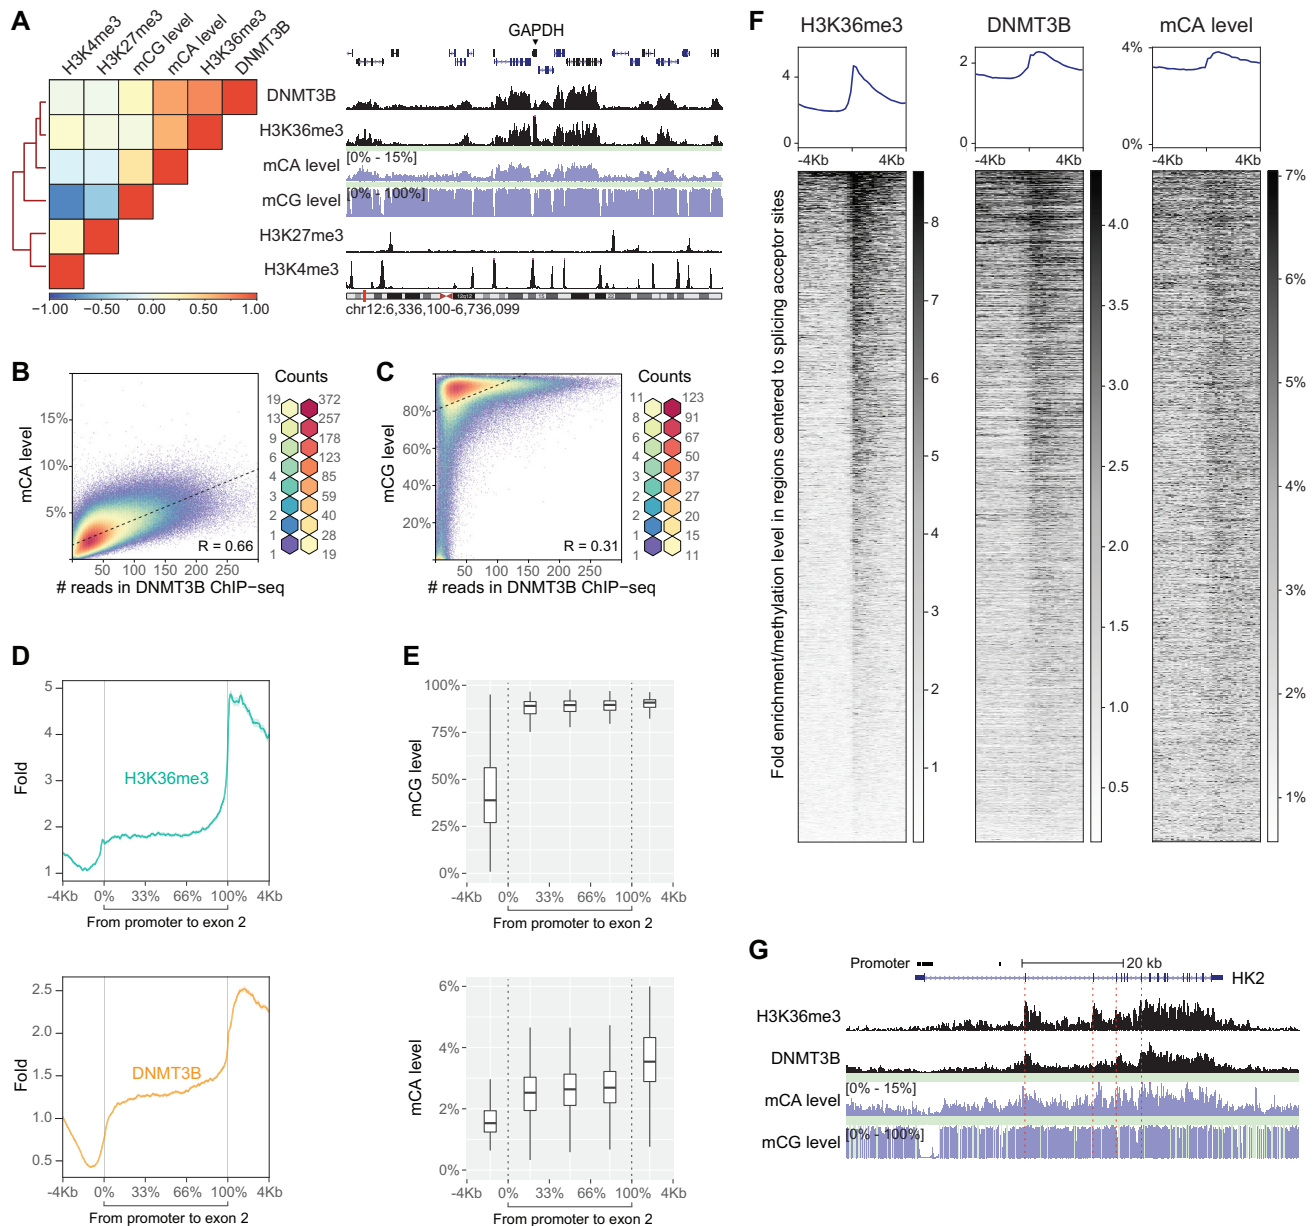 A
H3K4me3
H3K27me3
mCG level
mCA level
H3K36me3
DNMT3B
−1.00 −0.50 0.00 0.50 1.00
GAPDH
DNMT3B
H3K36me3
mCA level
[0% - 15%]
mCG level
[0% - 100%]
H3K27me3
H3K4me3
chr12:6,336,100-6,736,099
B
mCA level
15%
10%
5%
50 100 150 200 250
R = 0.66
# reads in DNMT3B ChIP−seq
Counts
19 372
13 257
9 178
6 123
4 85
3 59
2 40
1 28
1 19
C
mCG level
80%
60%
40%
20%
50 100 150 200 250
R = 0.31
# reads in DNMT3B ChIP−seq
Counts
11 123
8 91
6 67
4 50
3 37
2 27
2 20
1 15
1 11
D
Fold
5
4
3
2
1
H3K36me3
-4Kb 0% 33% 66% 100% 4Kb
From promoter to exon 2
Fold
2.5
2.0
1.5
1.0
0.5
DNMT3B
-4Kb 0% 33% 66% 100% 4Kb
From promoter to exon 2
E
mCG level
100%
75%
50%
25%
0%
-4Kb 0% 33% 66% 100% 4Kb
From promoter to exon 2
mCA level
6%
4%
2%
0%
-4Kb 0% 33% 66% 100% 4Kb
From promoter to exon 2
F
Fold enrichment/methylation level in regions centered to splicing acceptor sites
H3K36me3
4
0
-4Kb 4Kb
8
7
6
5
4
3
2
1
DNMT3B
2
0
-4Kb 4Kb
4.0
3.5
3.0
2.5
2.0
1.5
1.0
0.5
mCA level
4%
0%
-4Kb 4Kb
7%
6%
5%
4%
3%
2%
1%
G
Promoter
20 kb
HK2
H3K36me3
DNMT3B
[0% - 15%]
mCA level
[0% - 100%]
mCG level